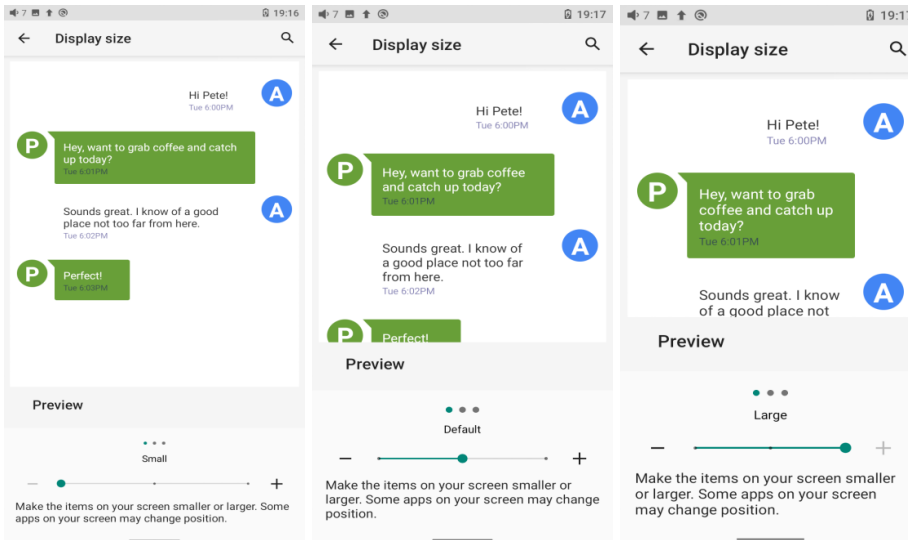 7 19:16
Display size
Hi Pete!
Tue 6:00PM
A
P
Hey, want to grab coffee and catch
up today?
Tue 6:01PM
Sounds great. I know of a good
place not too far from here.
Tue 6:02PM
A
P
Perfect!
Tue 6:03PM
Preview
Small
Make the items on your screen smaller or larger. Some
apps on your screen may change position.
7 19:17
Display size
Hi Pete!
Tue 6:00PM
A
P
Hey, want to grab coffee
and catch up today?
Tue 6:01PM
Sounds great. I know of
a good place not too far
from here.
Tue 6:02PM
A
P
Perfect!
Preview
Default
Make the items on your screen smaller or
larger. Some apps on your screen may change
position.
7 19:17
Display size
Hi Pete!
Tue 6:00PM
A
P
Hey, want to grab
coffee and catch up
today?
Tue 6:01PM
Sounds great. I know
of a good place not
A
Preview
Large
Make the items on your screen smaller
or larger. Some apps on your screen
may change position.